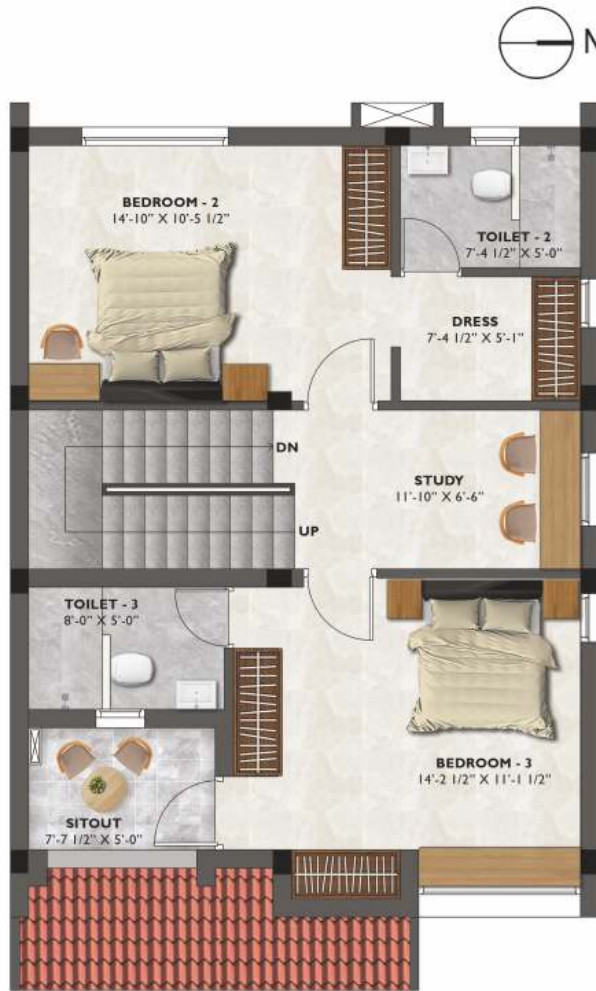 N
BEDROOM - 2
14'-10" X 10'-5 1/2"
TOILET - 2
7'-4 1/2" X 5'-0"
DRESS
7'-4 1/2" X 5'-1"
DN
STUDY
11'-10" X 6'-6"
UP
TOILET - 3
8'-0" X 5'-0"
BEDROOM - 3
14'-2 1/2" X 11'-1 1/2"
SITOUT
7'-7 1/2" X 5'-0"